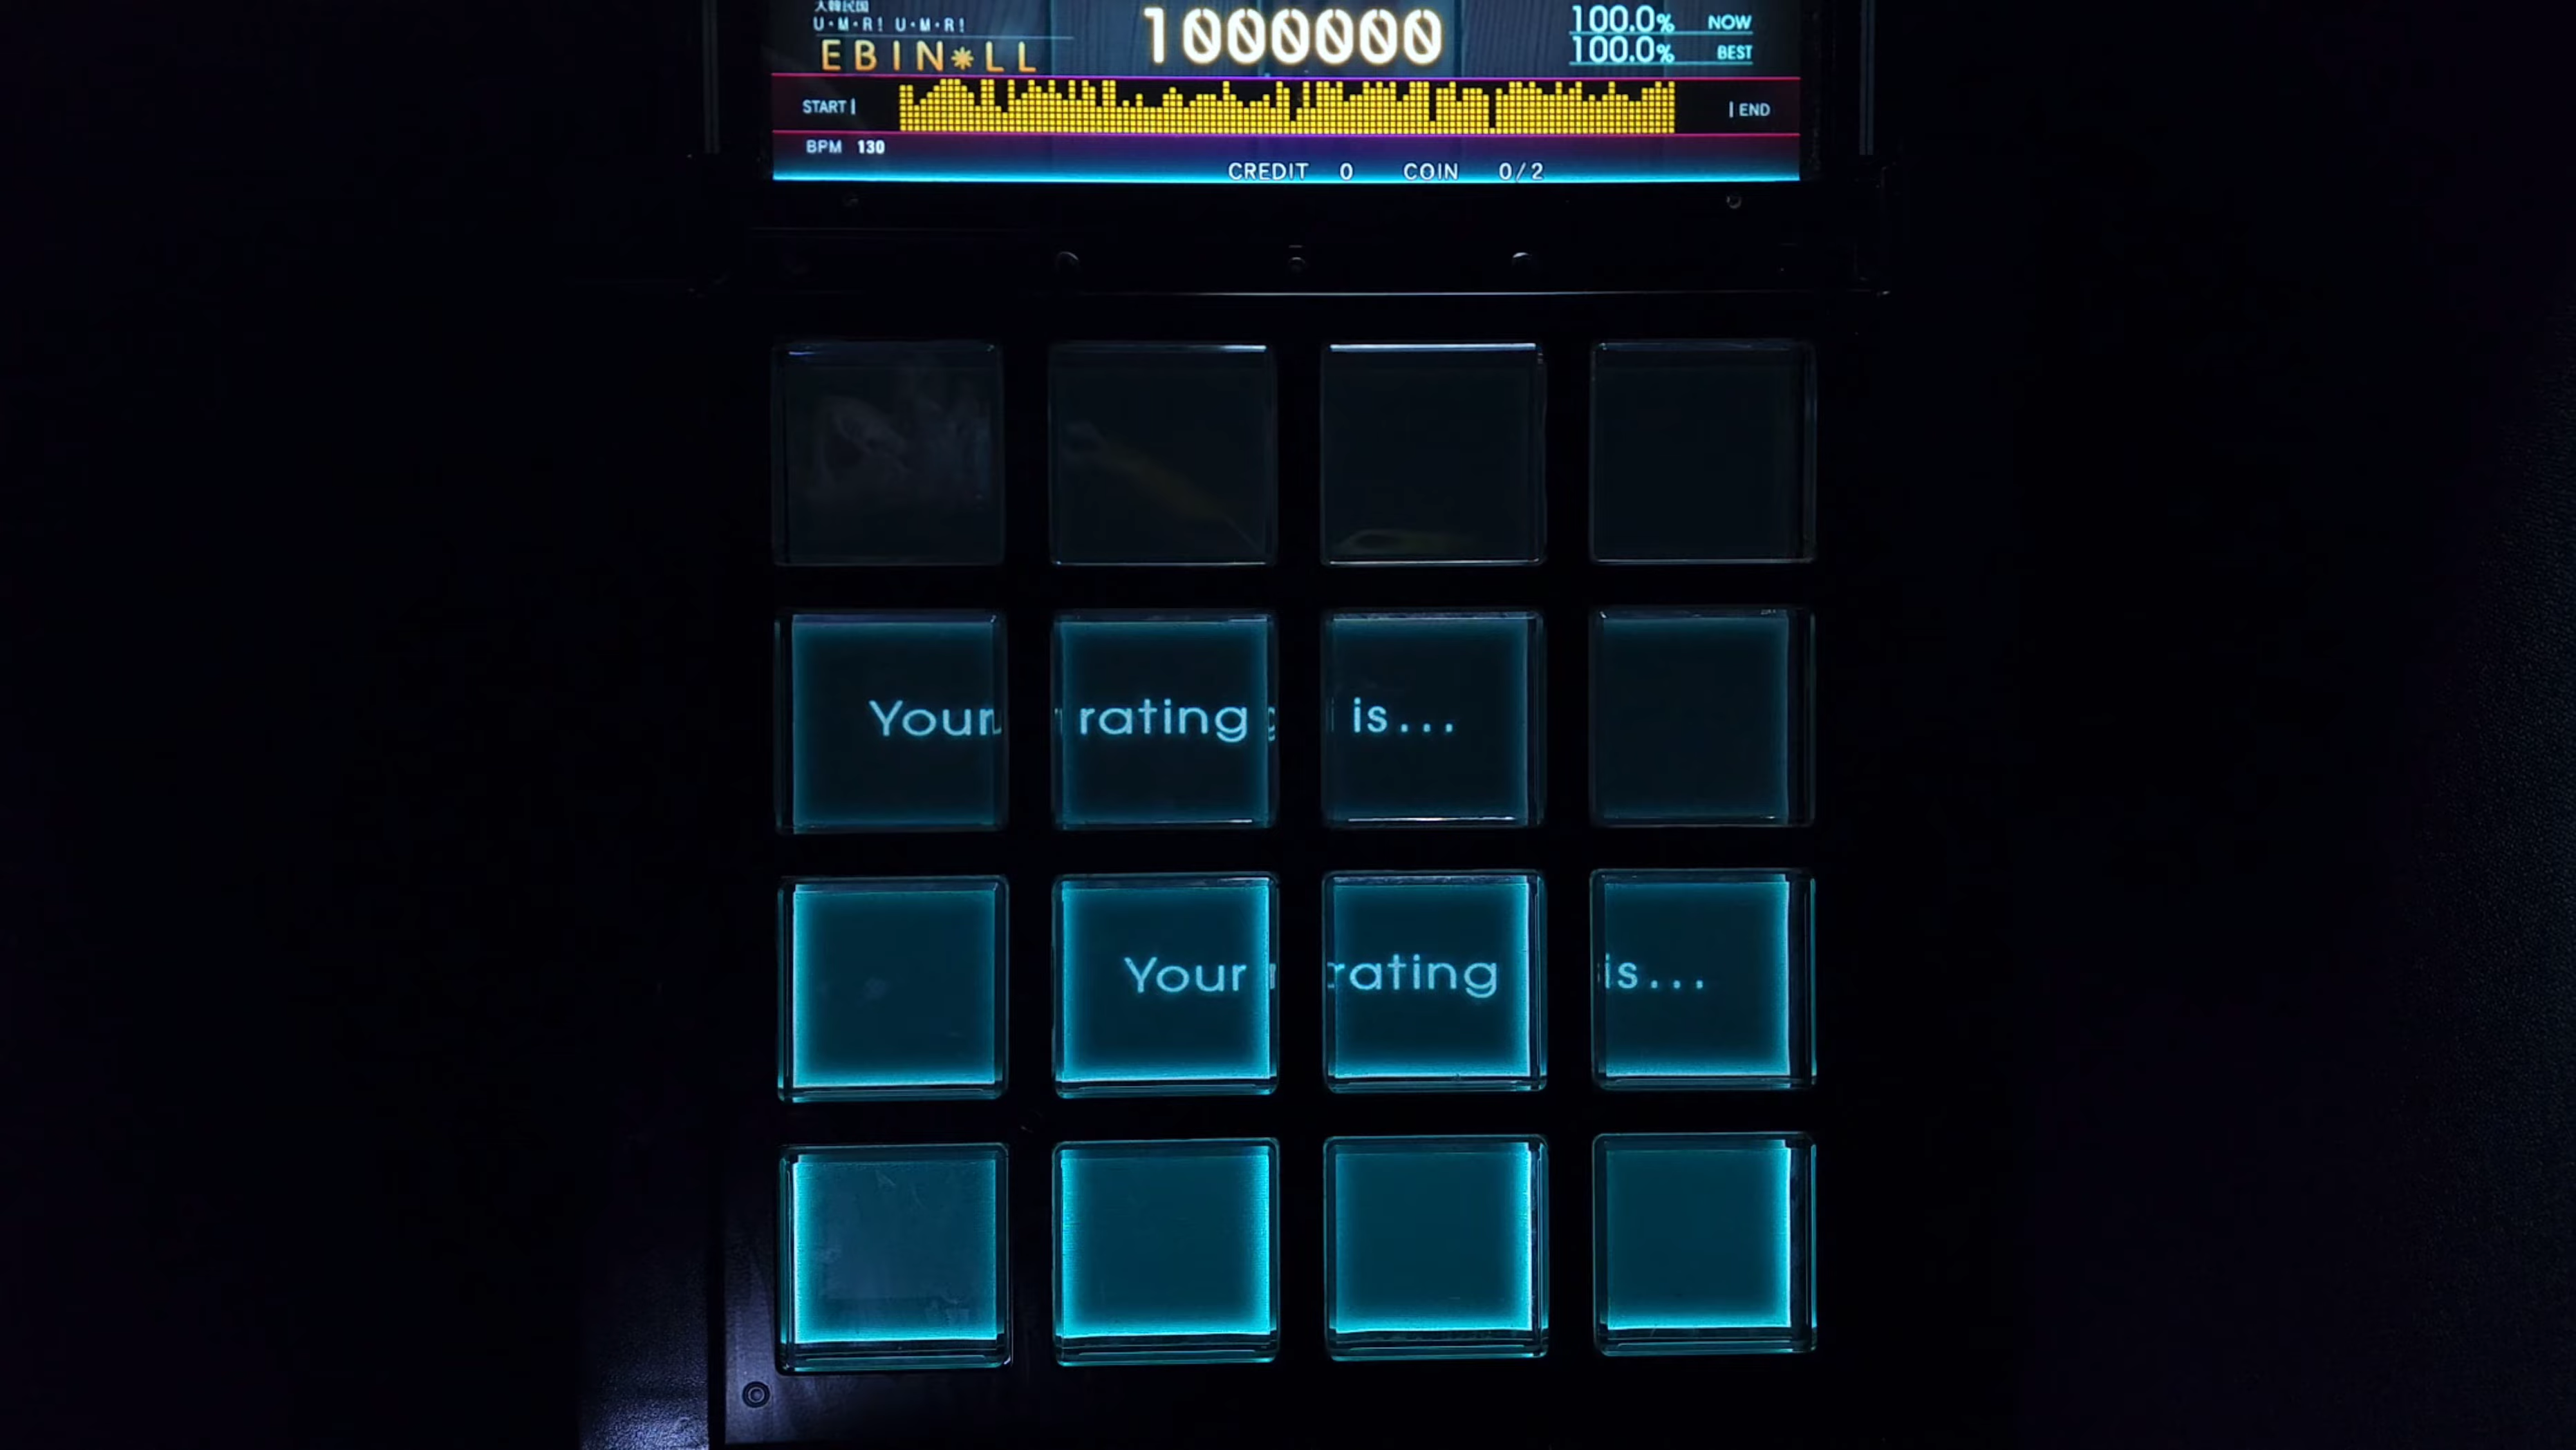 大韓民国
U・M・R! U・M・R!
EBIN*LL
1000000
100.0% NOW
100.0% BEST
START |
| END
BPM 130
CREDIT 0 COIN 0/2
Your rating is...
Your rating is...